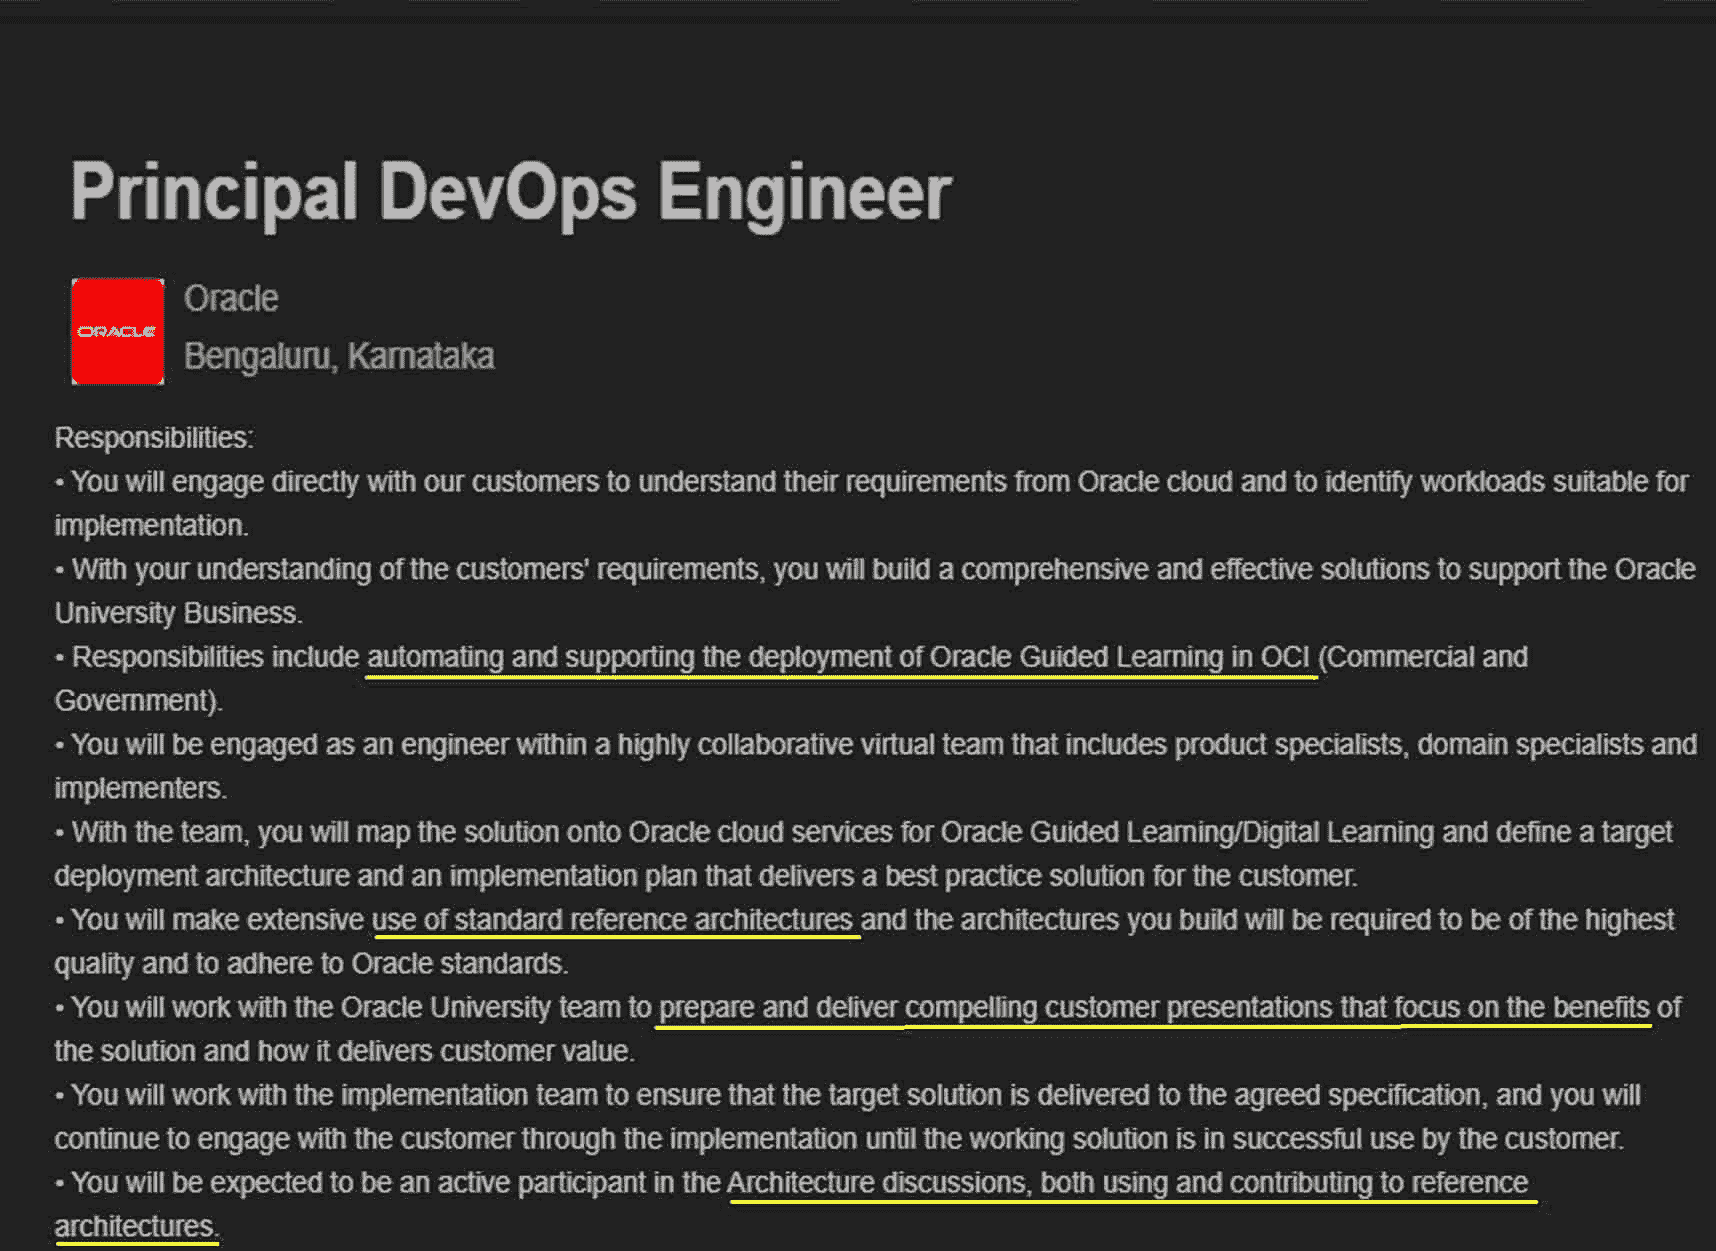 Principal DevOps Engineer
ORACLE
Oracle
Bengaluru, Karnataka
Responsibilities:
• You will engage directly with our customers to understand their requirements from Oracle cloud and to identify workloads suitable for
implementation.
• With your understanding of the customers' requirements, you will build a comprehensive and effective solutions to support the Oracle
University Business.
• Responsibilities include automating and supporting the deployment of Oracle Guided Learning in OCI (Commercial and
Government).
• You will be engaged as an engineer within a highly collaborative virtual team that includes product specialists, domain specialists and
implementers.
• With the team, you will map the solution onto Oracle cloud services for Oracle Guided Learning/Digital Learning and define a target
deployment architecture and an implementation plan that delivers a best practice solution for the customer.
• You will make extensive use of standard reference architectures and the architectures you build will be required to be of the highest
quality and to adhere to Oracle standards.
• You will work with the Oracle University team to prepare and deliver compelling customer presentations that focus on the benefits of
the solution and how it delivers customer value.
• You will work with the implementation team to ensure that the target solution is delivered to the agreed specification, and you will
continue to engage with the customer through the implementation until the working solution is in successful use by the customer.
• You will be expected to be an active participant in the Architecture discussions, both using and contributing to reference
architectures.